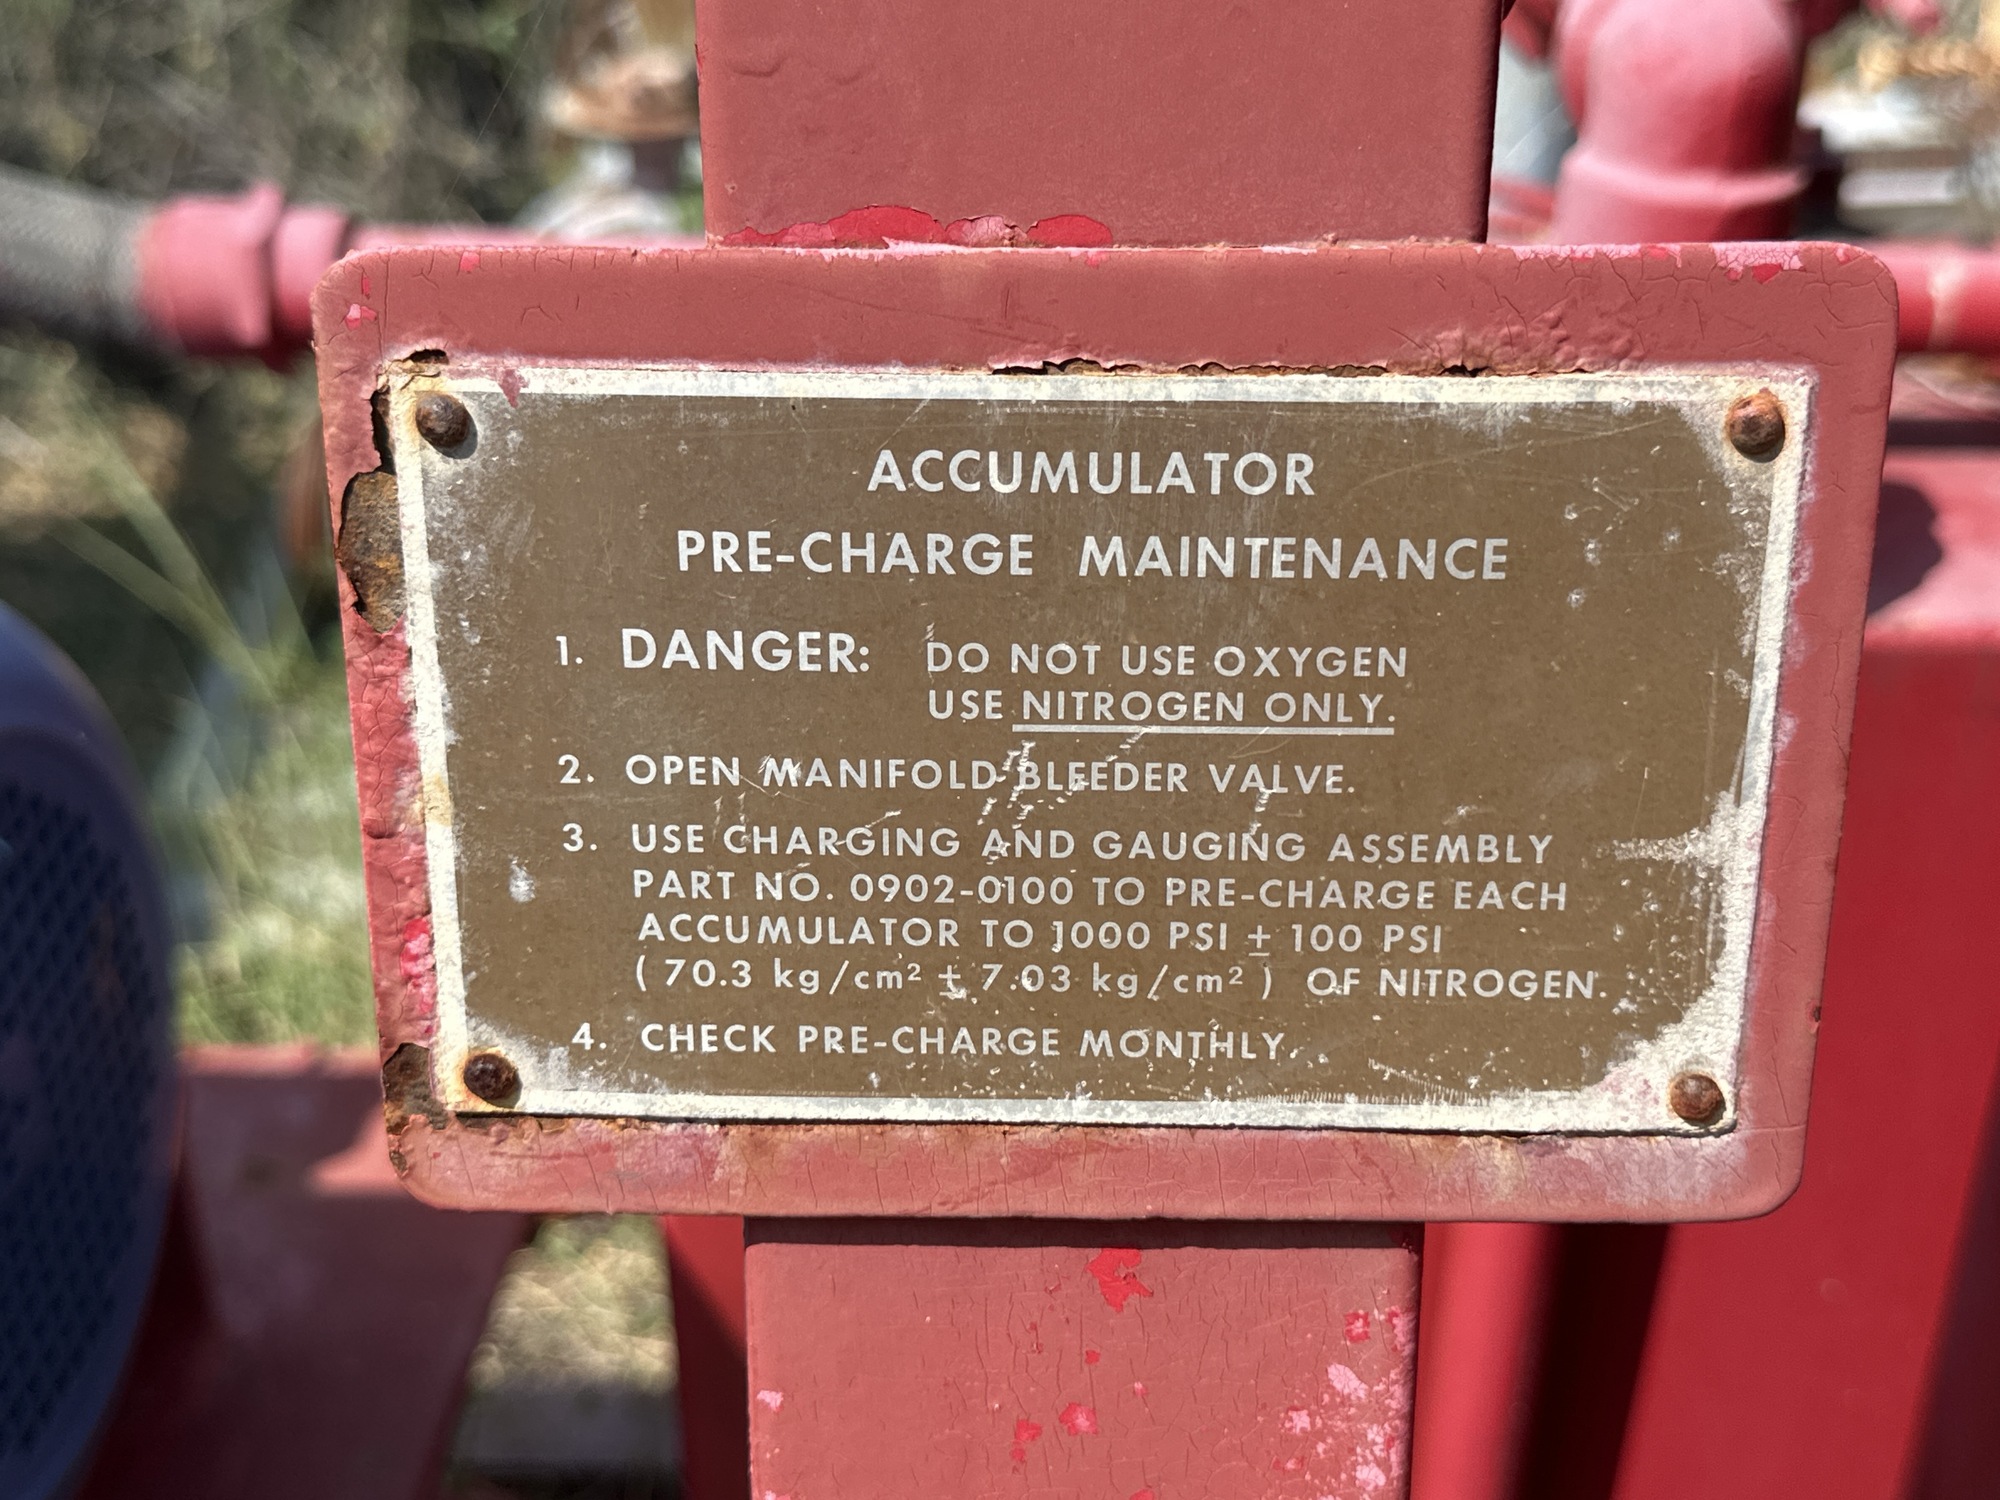 ACCUMULATOR
PRE-CHARGE MAINTENANCE
1. DANGER: DO NOT USE OXYGEN
USE NITROGEN ONLY.
2. OPEN MANIFOLD BLEEDER VALVE.
3. USE CHARGING AND GAUGING ASSEMBLY
PART NO. 0902-0100 TO PRE-CHARGE EACH
ACCUMULATOR TO 1000 PSI ± 100 PSI
( 70.3 kg/cm² ± 7.03 kg/cm² ) OF NITROGEN.
4. CHECK PRE-CHARGE MONTHLY.